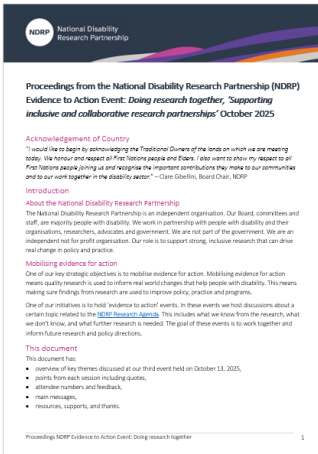 NDRP
National Disability
Research Partnership
Proceedings from the National Disability Research Partnership (NDRP)
Evidence to Action Event: Doing research together, ‘Supporting
inclusive and collaborative research partnerships’ October 2025
Acknowledgement of Country
“I would like to begin by acknowledging the Traditional Owners of the lands on which we are meeting
today. We honour and respect all First Nations people and Elders. I also want to show my respect to all
First Nations people joining us and recognise the important contributions they make to our communities
and to our work together in the disability sector.” – Clare Gibellini, Board Chair, NDRP
Introduction
About the National Disability Research Partnership
The National Disability Research Partnership is an independent organisation. Our Board, committees and
staff, are majority people with disability. We work in partnership with people with disability and their
organisations, researchers, advocates and government. We are not part of the government. We are an
independent not for profit organisation. Our role is to support strong, inclusive research that can drive
real change in policy and practice.
Mobilising evidence for action
One of our key strategic objectives is to mobilise evidence for action. Mobilising evidence for action
means quality research is used to inform real world changes that help people with disability. This means
making sure findings from research are used to improve policy, practice and programs.
One of our initiatives is to hold ‘evidence to action’ events. In these events we host discussions about a
certain topic related to the NDRP Research Agenda. This includes what we know from the research, what
we don’t know, and what further research is needed. The goal of these events is to work together and
inform future research and policy directions.
This document
This document has:
• overview of key themes discussed at our third event held on October 13, 2025,
• points from each session including quotes,
• attendee numbers and feedback,
• main messages,
• resources, supports, and thanks.
Proceedings NDRP Evidence to Action Event: Doing research together 1